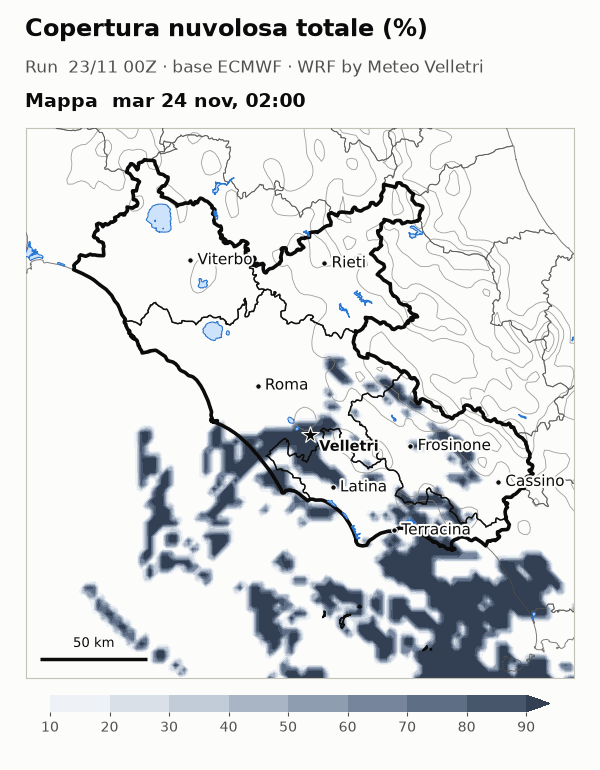 Copertura nuvolosa totale (%)
Run  23/11 00Z · base ECMWF · WRF by Meteo Velletri
Mappa  mar 24 nov, 02:00
Viterbo
Rieti
Roma
Velletri
Frosinone
Cassino
Latina
Terracina
50 km
10 20 30 40 50 60 70 80 90